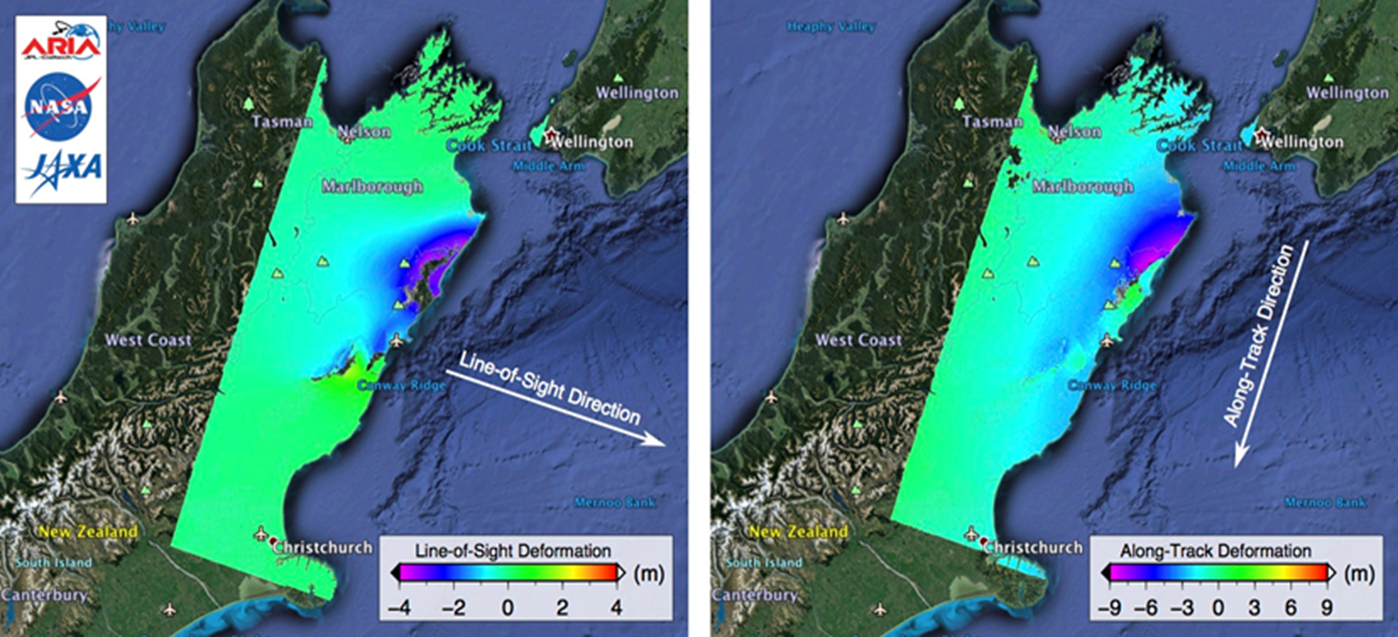 ARIA
NASA
JAXA
hy Valley
Tasman
Nelson
Wellington
Cook Strait
Wellington
Middle Arm
Marlborough
West Coast
Conway Ridge
Line-of-Sight Direction
Mernoo Bank
New Zealand
South Island
Canterbury
Christchurch
Line-of-Sight Deformation
(m)
−4 −2 0 2 4
Heaphy Valley
Tasman
Nelson
Wellington
Cook Strait
Wellington
Middle Arm
Marlborough
West Coast
Conway Ridge
Along-Track Direction
Mernoo Bank
New Zealand
South Island
Canterbury
Christchurch
Along-Track Deformation
(m)
−9 −6 −3 0 3 6 9